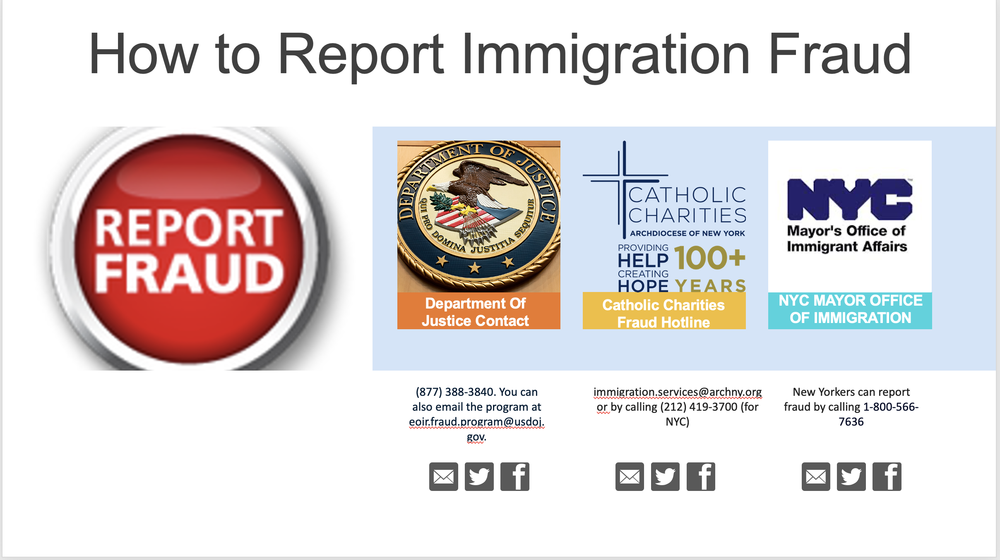 How to Report Immigration Fraud
REPORT
FRAUD
DEPARTMENT OF JUSTICE
QUI PRO DOMINA JUSTITIA SEQUITUR
Department Of
Justice Contact
CATHOLIC
CHARITIES
ARCHDIOCESE OF NEW YORK
PROVIDING
HELP 100+
CREATING
HOPE YEARS
Catholic Charities
Fraud Hotline
NYC™
Mayor's Office of
Immigrant Affairs
NYC MAYOR OFFICE
OF IMMIGRATION
(877) 388-3840. You can
also email the program at
eoir.fraud.program@usdoj.
gov.
immigration.services@archny.org
or by calling (212) 419-3700 (for
NYC)
New Yorkers can report
fraud by calling 1-800-566-
7636